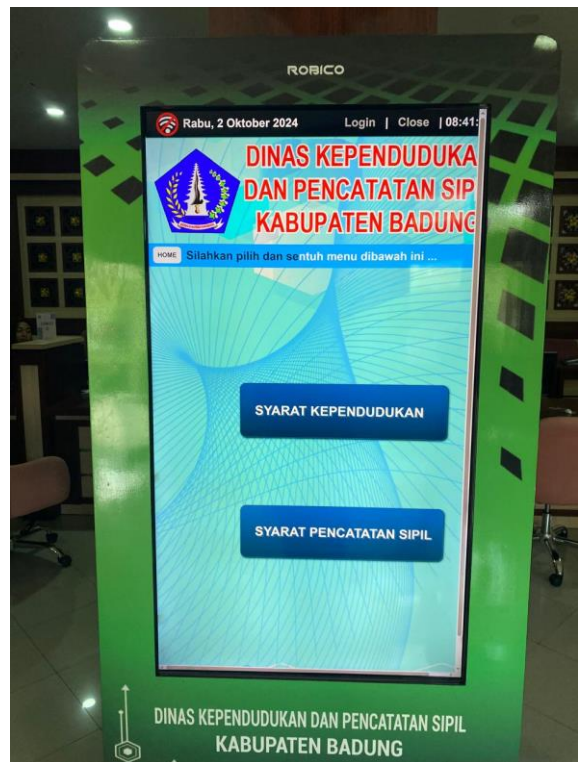 ROBICO
Rabu, 2 Oktober 2024 Login | Close | 08:41:
DINAS KEPENDUDUKA
DAN PENCATATAN SIP
KABUPATEN BADUNG
HOME Silahkan pilih dan sentuh menu dibawah ini ...
SYARAT KEPENDUDUKAN
SYARAT PENCATATAN SIPIL
DINAS KEPENDUDUKAN DAN PENCATATAN SIPIL
KABUPATEN BADUNG